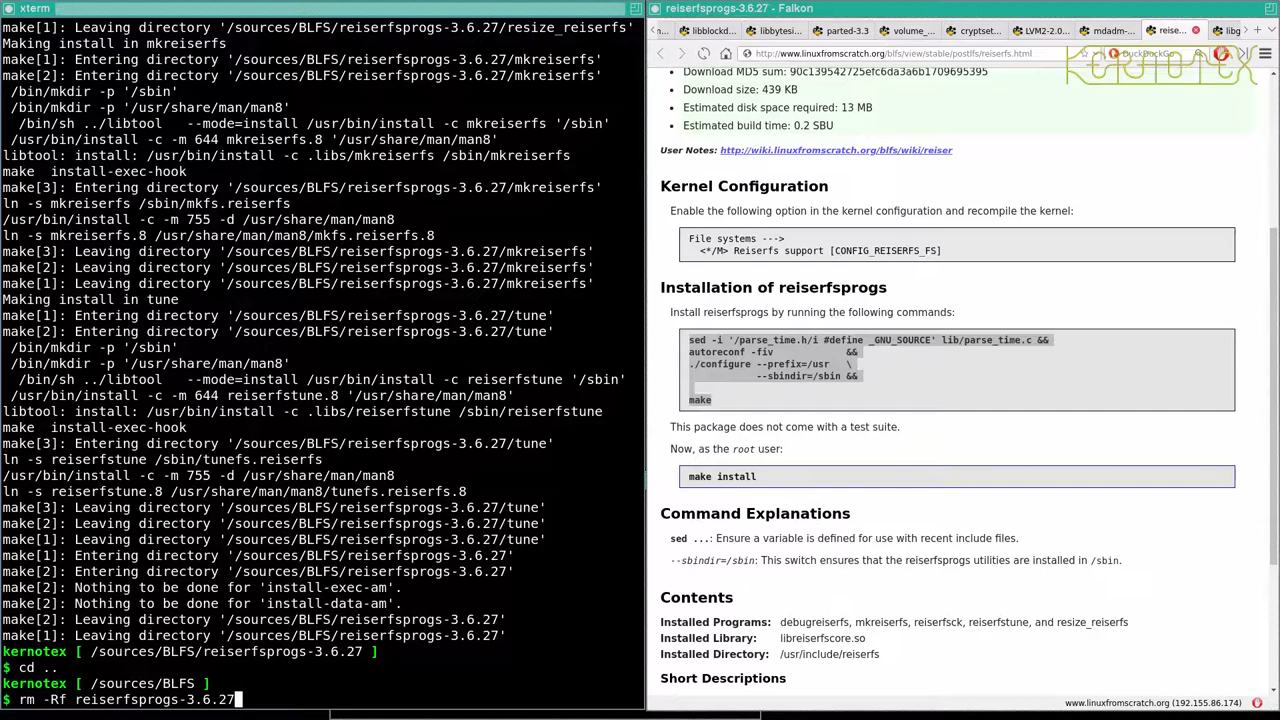 xterm
make[1]: Leaving directory '/sources/BLFS/reiserfsprogs-3.6.27/resize_reiserfs'
Making install in mkreiserfs
make[1]: Entering directory '/sources/BLFS/reiserfsprogs-3.6.27/mkreiserfs'
make[2]: Entering directory '/sources/BLFS/reiserfsprogs-3.6.27/mkreiserfs'
/bin/mkdir -p '/sbin'
/bin/mkdir -p '/usr/share/man/man8'
/bin/sh ../libtool   --mode=install /usr/bin/install -c mkreiserfs '/sbin'
/usr/bin/install -c -m 644 mkreiserfs.8 '/usr/share/man/man8'
libtool: install: /usr/bin/install -c .libs/mkreiserfs /sbin/mkreiserfs
make  install-exec-hook
make[3]: Entering directory '/sources/BLFS/reiserfsprogs-3.6.27/mkreiserfs'
ln -s mkreiserfs /sbin/mkfs.reiserfs
/usr/bin/install -c -m 755 -d /usr/share/man/man8
ln -s mkreiserfs.8 /usr/share/man/man8/mkfs.reiserfs.8
make[3]: Leaving directory '/sources/BLFS/reiserfsprogs-3.6.27/mkreiserfs'
make[2]: Leaving directory '/sources/BLFS/reiserfsprogs-3.6.27/mkreiserfs'
make[1]: Leaving directory '/sources/BLFS/reiserfsprogs-3.6.27/mkreiserfs'
Making install in tune
make[1]: Entering directory '/sources/BLFS/reiserfsprogs-3.6.27/tune'
make[2]: Entering directory '/sources/BLFS/reiserfsprogs-3.6.27/tune'
/bin/mkdir -p '/sbin'
/bin/mkdir -p '/usr/share/man/man8'
/bin/sh ../libtool   --mode=install /usr/bin/install -c reiserfstune '/sbin'
/usr/bin/install -c -m 644 reiserfstune.8 '/usr/share/man/man8'
libtool: install: /usr/bin/install -c .libs/reiserfstune /sbin/reiserfstune
make  install-exec-hook
make[3]: Entering directory '/sources/BLFS/reiserfsprogs-3.6.27/tune'
ln -s reiserfstune /sbin/tunefs.reiserfs
/usr/bin/install -c -m 755 -d /usr/share/man/man8
ln -s reiserfstune.8 /usr/share/man/man8/tunefs.reiserfs.8
make[3]: Leaving directory '/sources/BLFS/reiserfsprogs-3.6.27/tune'
make[2]: Leaving directory '/sources/BLFS/reiserfsprogs-3.6.27/tune'
make[1]: Leaving directory '/sources/BLFS/reiserfsprogs-3.6.27/tune'
make[1]: Entering directory '/sources/BLFS/reiserfsprogs-3.6.27'
make[2]: Entering directory '/sources/BLFS/reiserfsprogs-3.6.27'
make[2]: Nothing to be done for 'install-exec-am'.
make[2]: Nothing to be done for 'install-data-am'.
make[2]: Leaving directory '/sources/BLFS/reiserfsprogs-3.6.27'
make[1]: Leaving directory '/sources/BLFS/reiserfsprogs-3.6.27'
kernotex [ /sources/BLFS/reiserfsprogs-3.6.27 ]
$ cd ..
kernotex [ /sources/BLFS ]
$ rm -Rf reiserfsprogs-3.6.27
reiserfsprogs-3.6.27 - Falkon
n... libblockd... libbytesi... parted-3.3 volume_... cryptset... LVM2-2.0... mdadm-... reise... libg
http://www.linuxfromscratch.org/blfs/view/stable/postlfs/reiserfs.html
DuckDuckGo
kernotex
Download MD5 sum: 90c139542725efc6da3a6b1709695395
• Download size: 439 KB
• Estimated disk space required: 13 MB
• Estimated build time: 0.2 SBU
User Notes: http://wiki.linuxfromscratch.org/blfs/wiki/reiser
Kernel Configuration
Enable the following option in the kernel configuration and recompile the kernel:
File systems --->
<*/M> Reiserfs support [CONFIG_REISERFS_FS]
Installation of reiserfsprogs
Install reiserfsprogs by running the following commands:
sed -i '/parse_time.h/i #define _GNU_SOURCE' lib/parse_time.c &&
autoreconf -fiv           &&
./configure --prefix=/usr   \
--sbindir=/sbin &&
make
This package does not come with a test suite.
Now, as the root user:
make install
Command Explanations
sed ...: Ensure a variable is defined for use with recent include files.
--sbindir=/sbin: This switch ensures that the reiserfsprogs utilities are installed in /sbin.
Contents
Installed Programs: debugreiserfs, mkreiserfs, reiserfsck, reiserfstune, and resize_reiserfs
Installed Library: libreiserfscore.so
Installed Directory: /usr/include/reiserfs
Short Descriptions
www.linuxfromscratch.org (192.155.86.174)